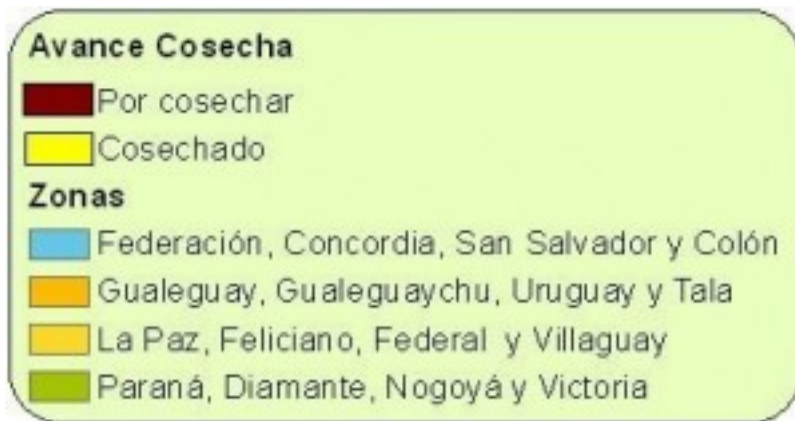 Avance Cosecha
Por cosechar
Cosechado
Zonas
Federación, Concordia, San Salvador y Colón
Gualeguay, Gualeguaychu, Uruguay y Tala
La Paz, Feliciano, Federal y Villaguay
Paraná, Diamante, Nogoyá y Victoria